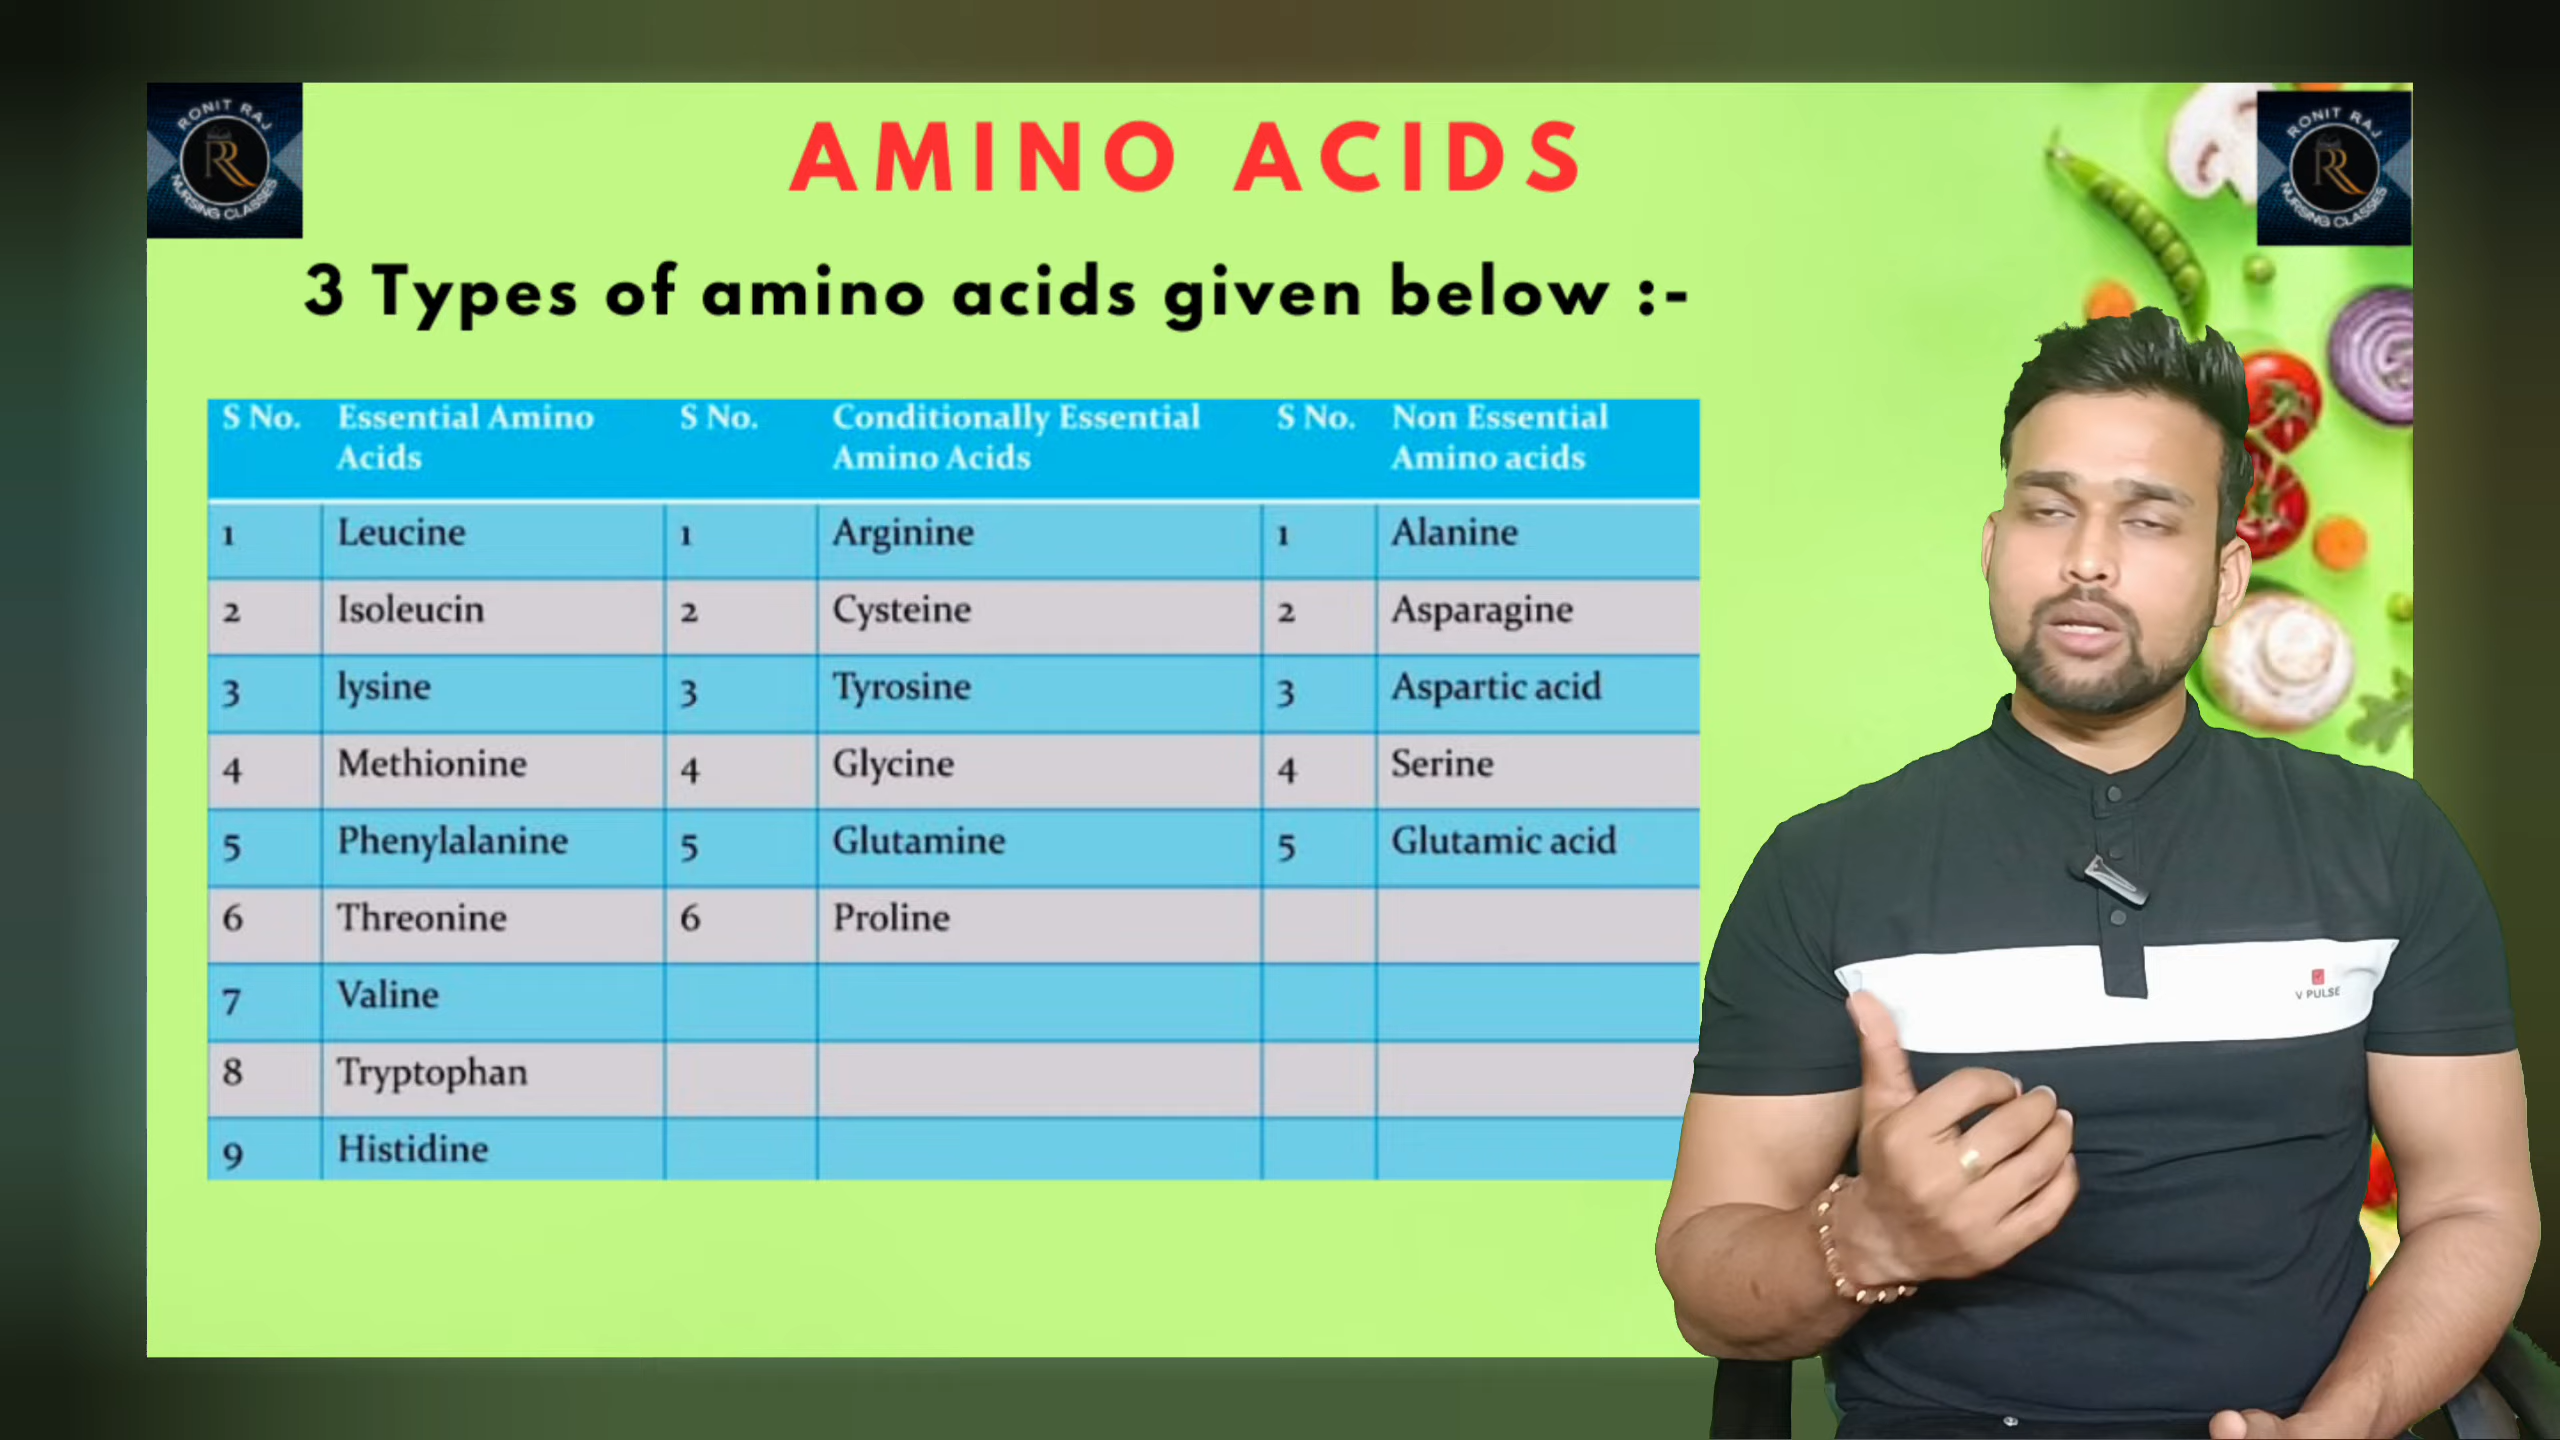 RONIT RAJ
RR
NURSING CLASSES
AMINO ACIDS
RONIT RAJ
RR
NURSING CLASSES
3 Types of amino acids given below :-
S No. Essential Amino Acids S No. Conditionally Essential Amino Acids S No. Non Essential Amino acids
1 Leucine 1 Arginine 1 Alanine
2 Isoleucin 2 Cysteine 2 Asparagine
3 lysine 3 Tyrosine 3 Aspartic acid
4 Methionine 4 Glycine 4 Serine
5 Phenylalanine 5 Glutamine 5 Glutamic acid
6 Threonine 6 Proline
7 Valine
8 Tryptophan
9 Histidine
V PULSE